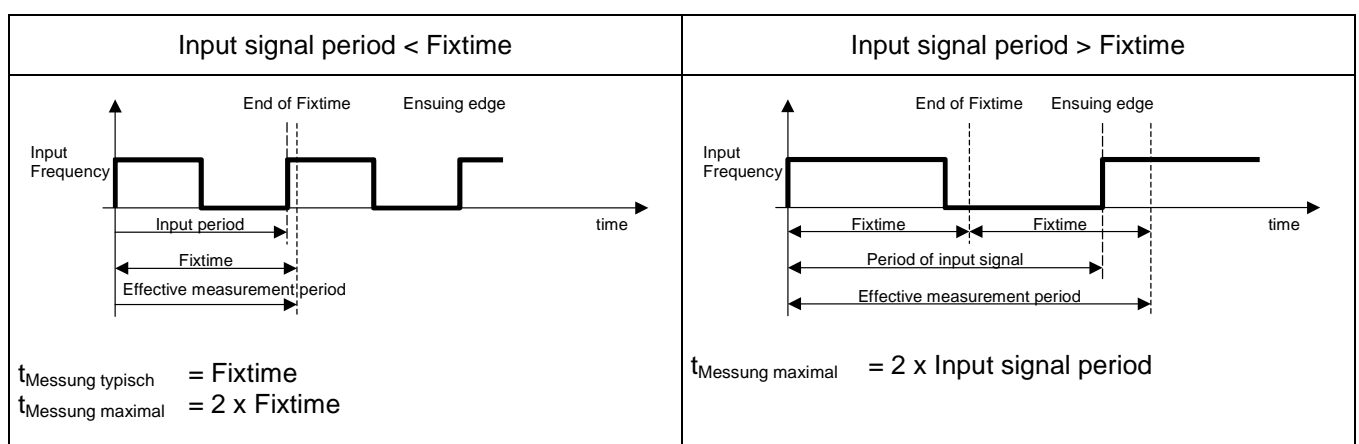 Input signal period < Fixtime
End of Fixtime
Ensuing edge
Input
Frequency
time
Input period
Fixtime
Effective measurement period
tMessung typisch = Fixtime
tMessung maximal = 2 x Fixtime
Input signal period > Fixtime
End of Fixtime
Ensuing edge
Input
Frequency
time
Fixtime
Fixtime
Period of input signal
Effective measurement period
tMessung maximal = 2 x Input signal period